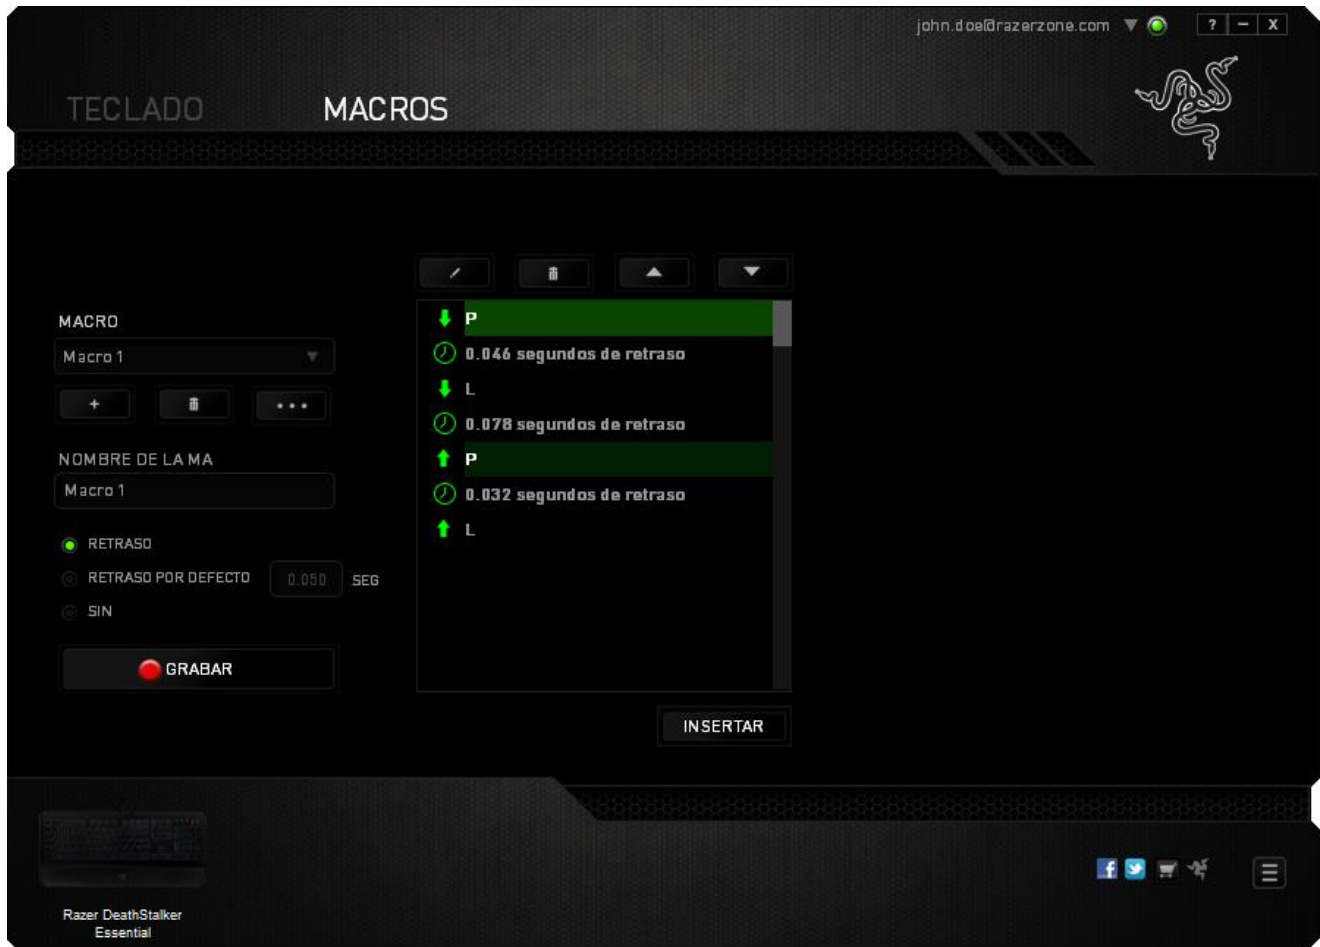 john.doe@razerzone.com
? – X
TECLADO MACROS
MACRO
Macro 1
+
...
NOMBRE DE LA MA
Macro 1
RETRASO
RETRASO POR DEFECTO 0.050 SEG
SIN
GRABAR
P
0.046 segundos de retraso
L
0.078 segundos de retraso
P
0.032 segundos de retraso
L
INSERTAR
Razer DeathStalker
Essential